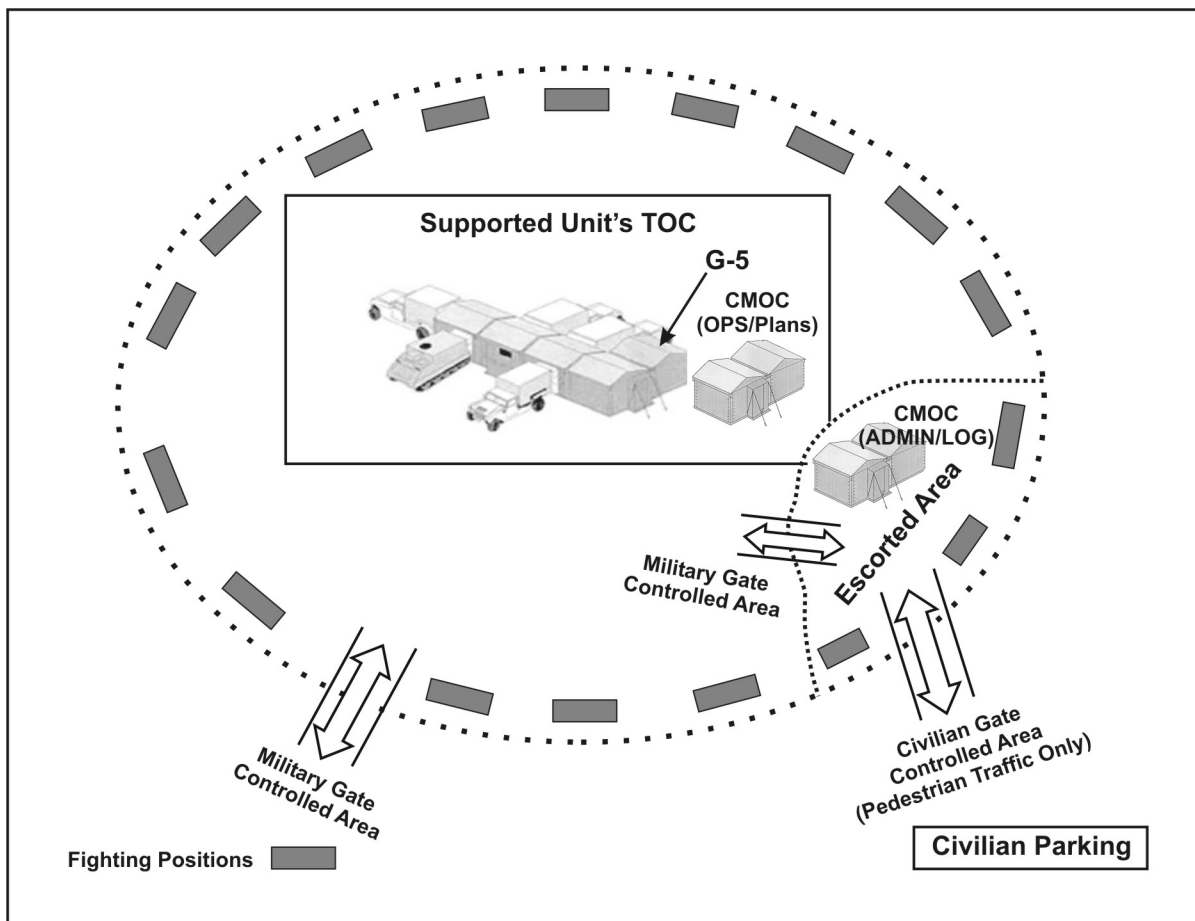 Supported Unit's TOC
G-5
CMOC
(OPS/Plans)
CMOC
(ADMIN/LOG)
Escorted Area
Military Gate
Controlled Area
Military Gate
Controlled Area
Civilian Gate
Controlled Area
(Pedestrian Traffic Only)
Fighting Positions
Civilian Parking